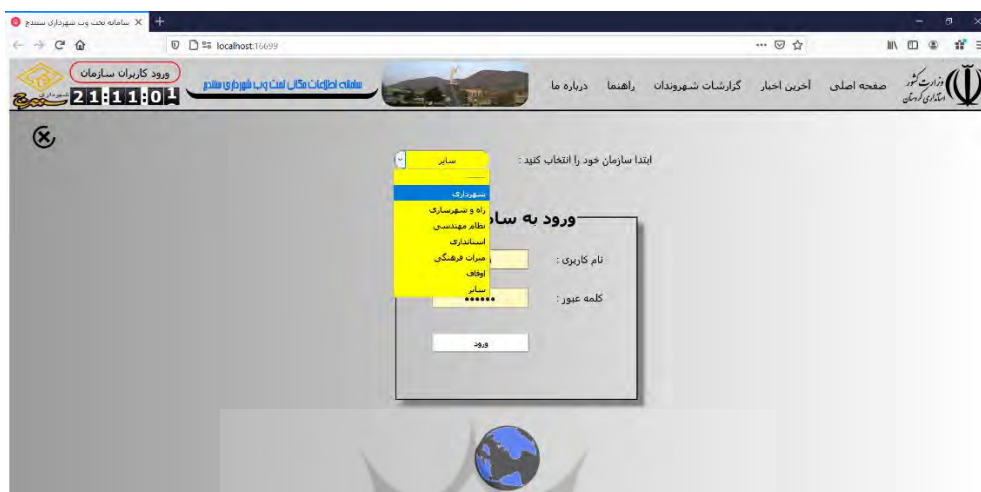 سامانه تحت وب شهرداری سنندج
localhost:16699
وزارت کشور
استانداری کردستان
صفحه اصلی
آخرین اخبار
گزارشات شهروندان
راهنما
درباره ما
سامانه اطلاعات مکانی تحت وب شهرداری سنندج
ورود کاربران سازمان
21:11:01
شهرداری
سنندج
ابتدا سازمان خود را انتخاب کنید :
سایر
--------
شهرداری
راه و شهرسازی
نظام مهندسی
استانداری
میراث فرهنگی
اوقاف
سایر
ورود به سا
نام کاربری :
کلمه عبور :
ورود